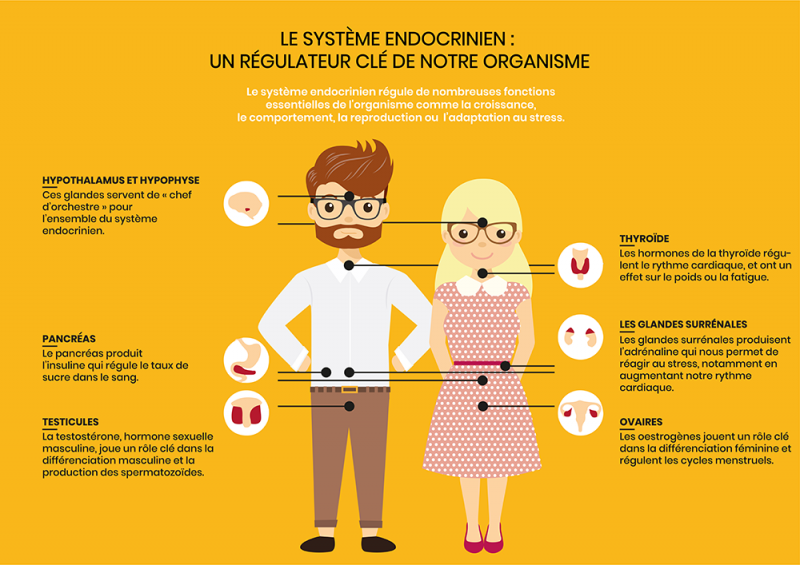 LE SYSTÈME ENDOCRINIEN :
UN RÉGULATEUR CLÉ DE NOTRE ORGANISME
Le système endocrinien régule de nombreuses fonctions
essentielles de l'organisme comme la croissance,
le comportement, la reproduction ou l'adaptation au stress.
HYPOTHALAMUS ET HYPOPHYSE
Ces glandes servent de « chef
d'orchestre » pour
l'ensemble du système
endocrinien.
THYROÏDE
Les hormones de la thyroïde régu-
lent le rythme cardiaque, et ont un
effet sur le poids ou la fatigue.
PANCRÉAS
Le pancréas produit
l'insuline qui régule le taux de
sucre dans le sang.
LES GLANDES SURRÉNALES
Les glandes surrénales produisent
l'adrénaline qui nous permet de
réagir au stress, notamment en
augmentant notre rythme
cardiaque.
TESTICULES
La testostérone, hormone sexuelle
masculine, joue un rôle clé dans la
différenciation masculine et la
production des spermatozoïdes.
OVAIRES
Les oestrogènes jouent un rôle clé
dans la différenciation féminine et
régulent les cycles menstruels.